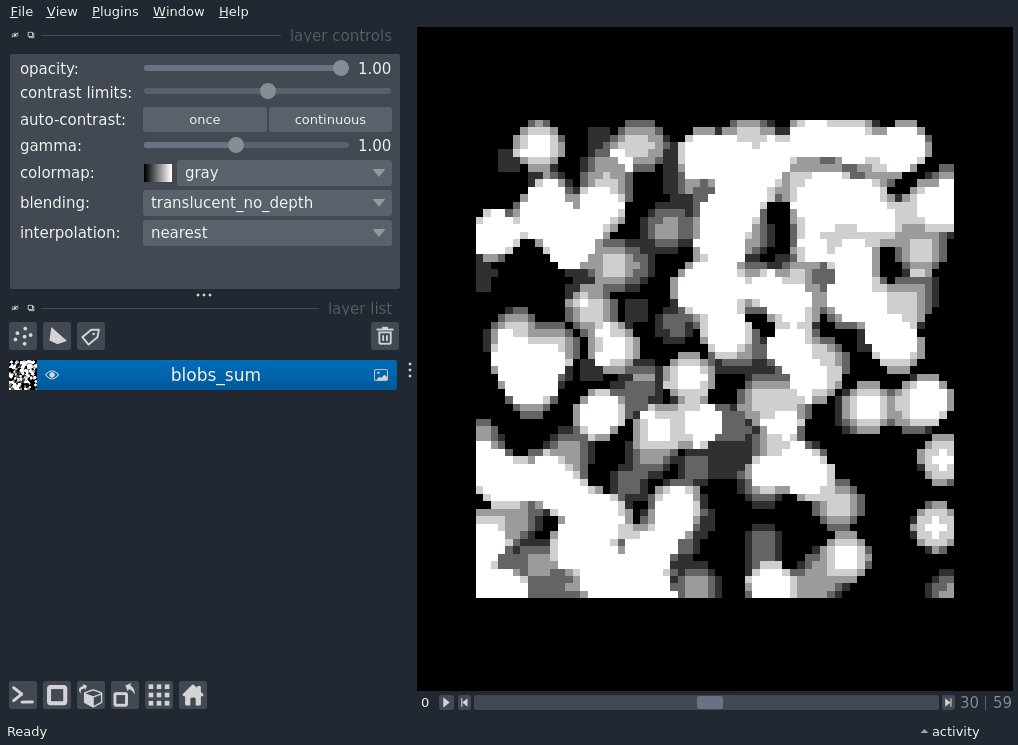 File View Plugins Window Help
layer controls
opacity: 1.00
contrast limits:
auto-contrast: once continuous
gamma: 1.00
colormap: gray
blending: translucent_no_depth
interpolation: nearest
layer list
blobs_sum
0 30 | 59
Ready activity